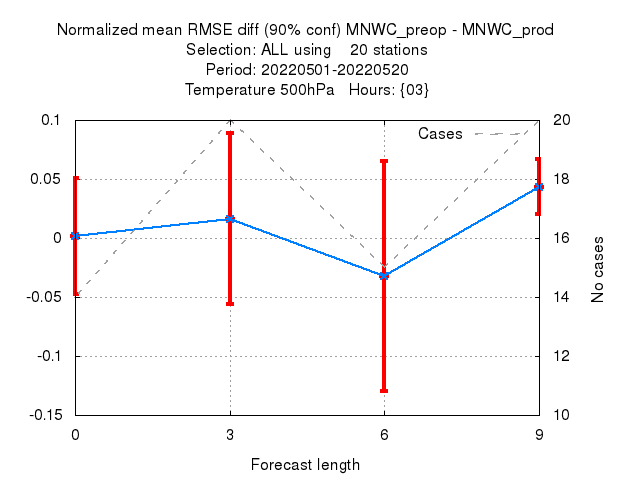 Normalized mean RMSE diff (90% conf) MNWC_preop - MNWC_prod
Selection: ALL using    20 stations
Period: 20220501-20220520
Temperature 500hPa   Hours: {03}
Cases
0.1
0.05
0
-0.05
-0.1
-0.15
20
18
16
14
12
10
No cases
0 3 6 9
Forecast length